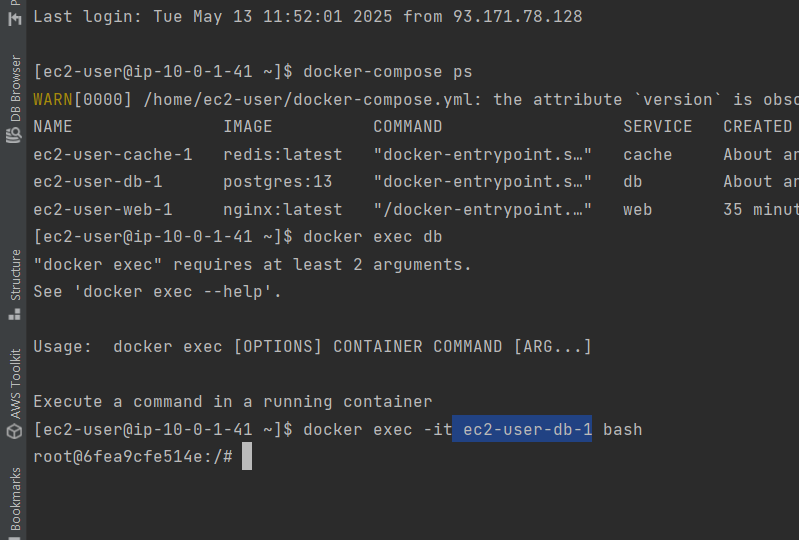 Last login: Tue May 13 11:52:01 2025 from 93.171.78.128
[ec2-user@ip-10-0-1-41 ~]$ docker-compose ps
WARN[0000] /home/ec2-user/docker-compose.yml: the attribute `version` is obso
NAME IMAGE COMMAND SERVICE CREATED
ec2-user-cache-1 redis:latest "docker-entrypoint.s…" cache About an
ec2-user-db-1 postgres:13 "docker-entrypoint.s…" db About an
ec2-user-web-1 nginx:latest "/docker-entrypoint.…" web 35 minut
[ec2-user@ip-10-0-1-41 ~]$ docker exec db
"docker exec" requires at least 2 arguments.
See 'docker exec --help'.
Usage:  docker exec [OPTIONS] CONTAINER COMMAND [ARG...]
Execute a command in a running container
[ec2-user@ip-10-0-1-41 ~]$ docker exec -it ec2-user-db-1 bash
root@6fea9cfe514e:/#
DB Browser
Structure
AWS Toolkit
Bookmarks